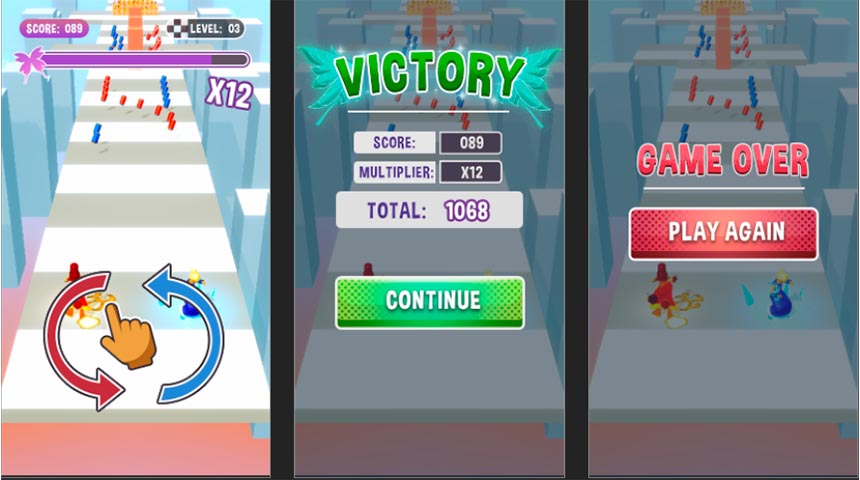 SCORE: 089
LEVEL: 03
X12
VICTORY
SCORE: 089
MULTIPLIER: X12
TOTAL: 1068
CONTINUE
GAME OVER
PLAY AGAIN